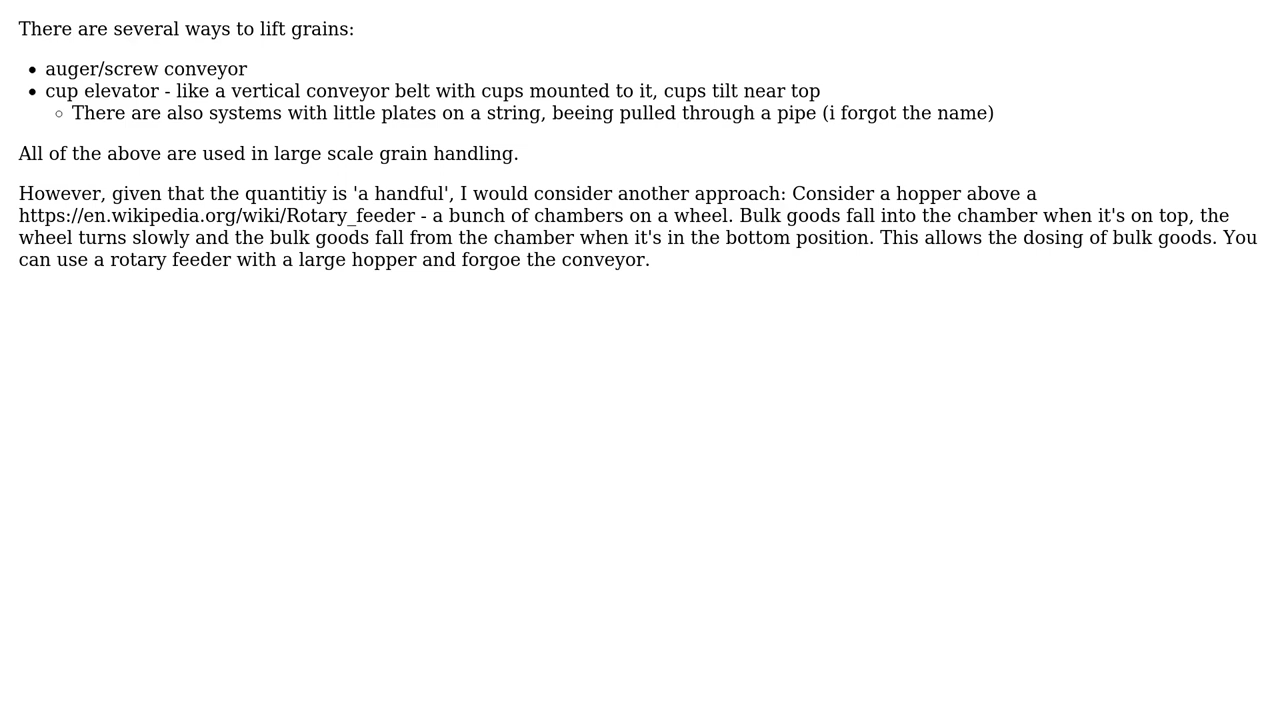 There are several ways to lift grains:
• auger/screw conveyor
• cup elevator - like a vertical conveyor belt with cups mounted to it, cups tilt near top
◦ There are also systems with little plates on a string, beeing pulled through a pipe (i forgot the name)
All of the above are used in large scale grain handling.
However, given that the quantitiy is 'a handful', I would consider another approach: Consider a hopper above a
https://en.wikipedia.org/wiki/Rotary_feeder - a bunch of chambers on a wheel. Bulk goods fall into the chamber when it's on top, the
wheel turns slowly and the bulk goods fall from the chamber when it's in the bottom position. This allows the dosing of bulk goods. You
can use a rotary feeder with a large hopper and forgoe the conveyor.